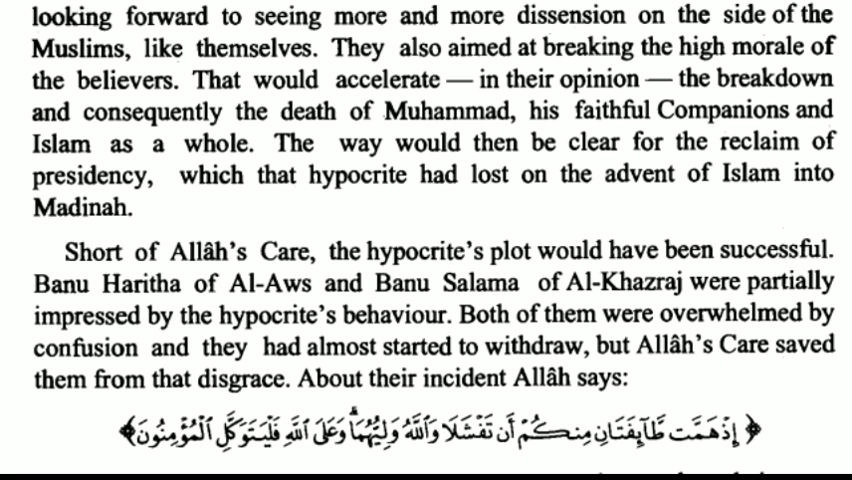 looking forward to seeing more and more dissension on the side of the
Muslims, like themselves. They also aimed at breaking the high morale of
the believers. That would accelerate — in their opinion — the breakdown
and consequently the death of Muhammad, his faithful Companions and
Islam as a whole. The way would then be clear for the reclaim of
presidency, which that hypocrite had lost on the advent of Islam into
Madinah.
Short of Allâh's Care, the hypocrite's plot would have been successful.
Banu Haritha of Al-Aws and Banu Salama of Al-Khazraj were partially
impressed by the hypocrite's behaviour. Both of them were overwhelmed by
confusion and they had almost started to withdraw, but Allâh's Care saved
them from that disgrace. About their incident Allâh says:
﴿إِذْ هَمَّت طَّآئِفَتَانِ مِنكُمْ أَن تَفْشَلَا وَٱللَّهُ وَلِيُّهُمَا ۗ وَعَلَى ٱللَّهِ فَلْيَتَوَكَّلِ ٱلْمُؤْمِنُونَ﴾